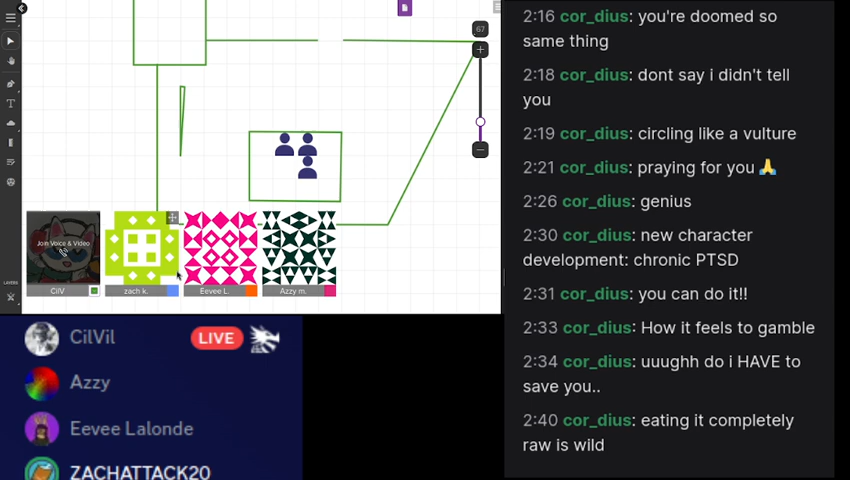 67
Join Voice & Video
CilV
zach k.
Eevee L.
Azzy m.
LAYERS
CilVil
LIVE
Azzy
Eevee Lalonde
ZACHATTACK20
2:16 cor_dius: you're doomed so
same thing
2:18 cor_dius: dont say i didn't tell
you
2:19 cor_dius: circling like a vulture
2:21 cor_dius: praying for you 🙏
2:26 cor_dius: genius
2:30 cor_dius: new character
development: chronic PTSD
2:31 cor_dius: you can do it!!
2:33 cor_dius: How it feels to gamble
2:34 cor_dius: uuughh do i HAVE to
save you..
2:40 cor_dius: eating it completely
raw is wild